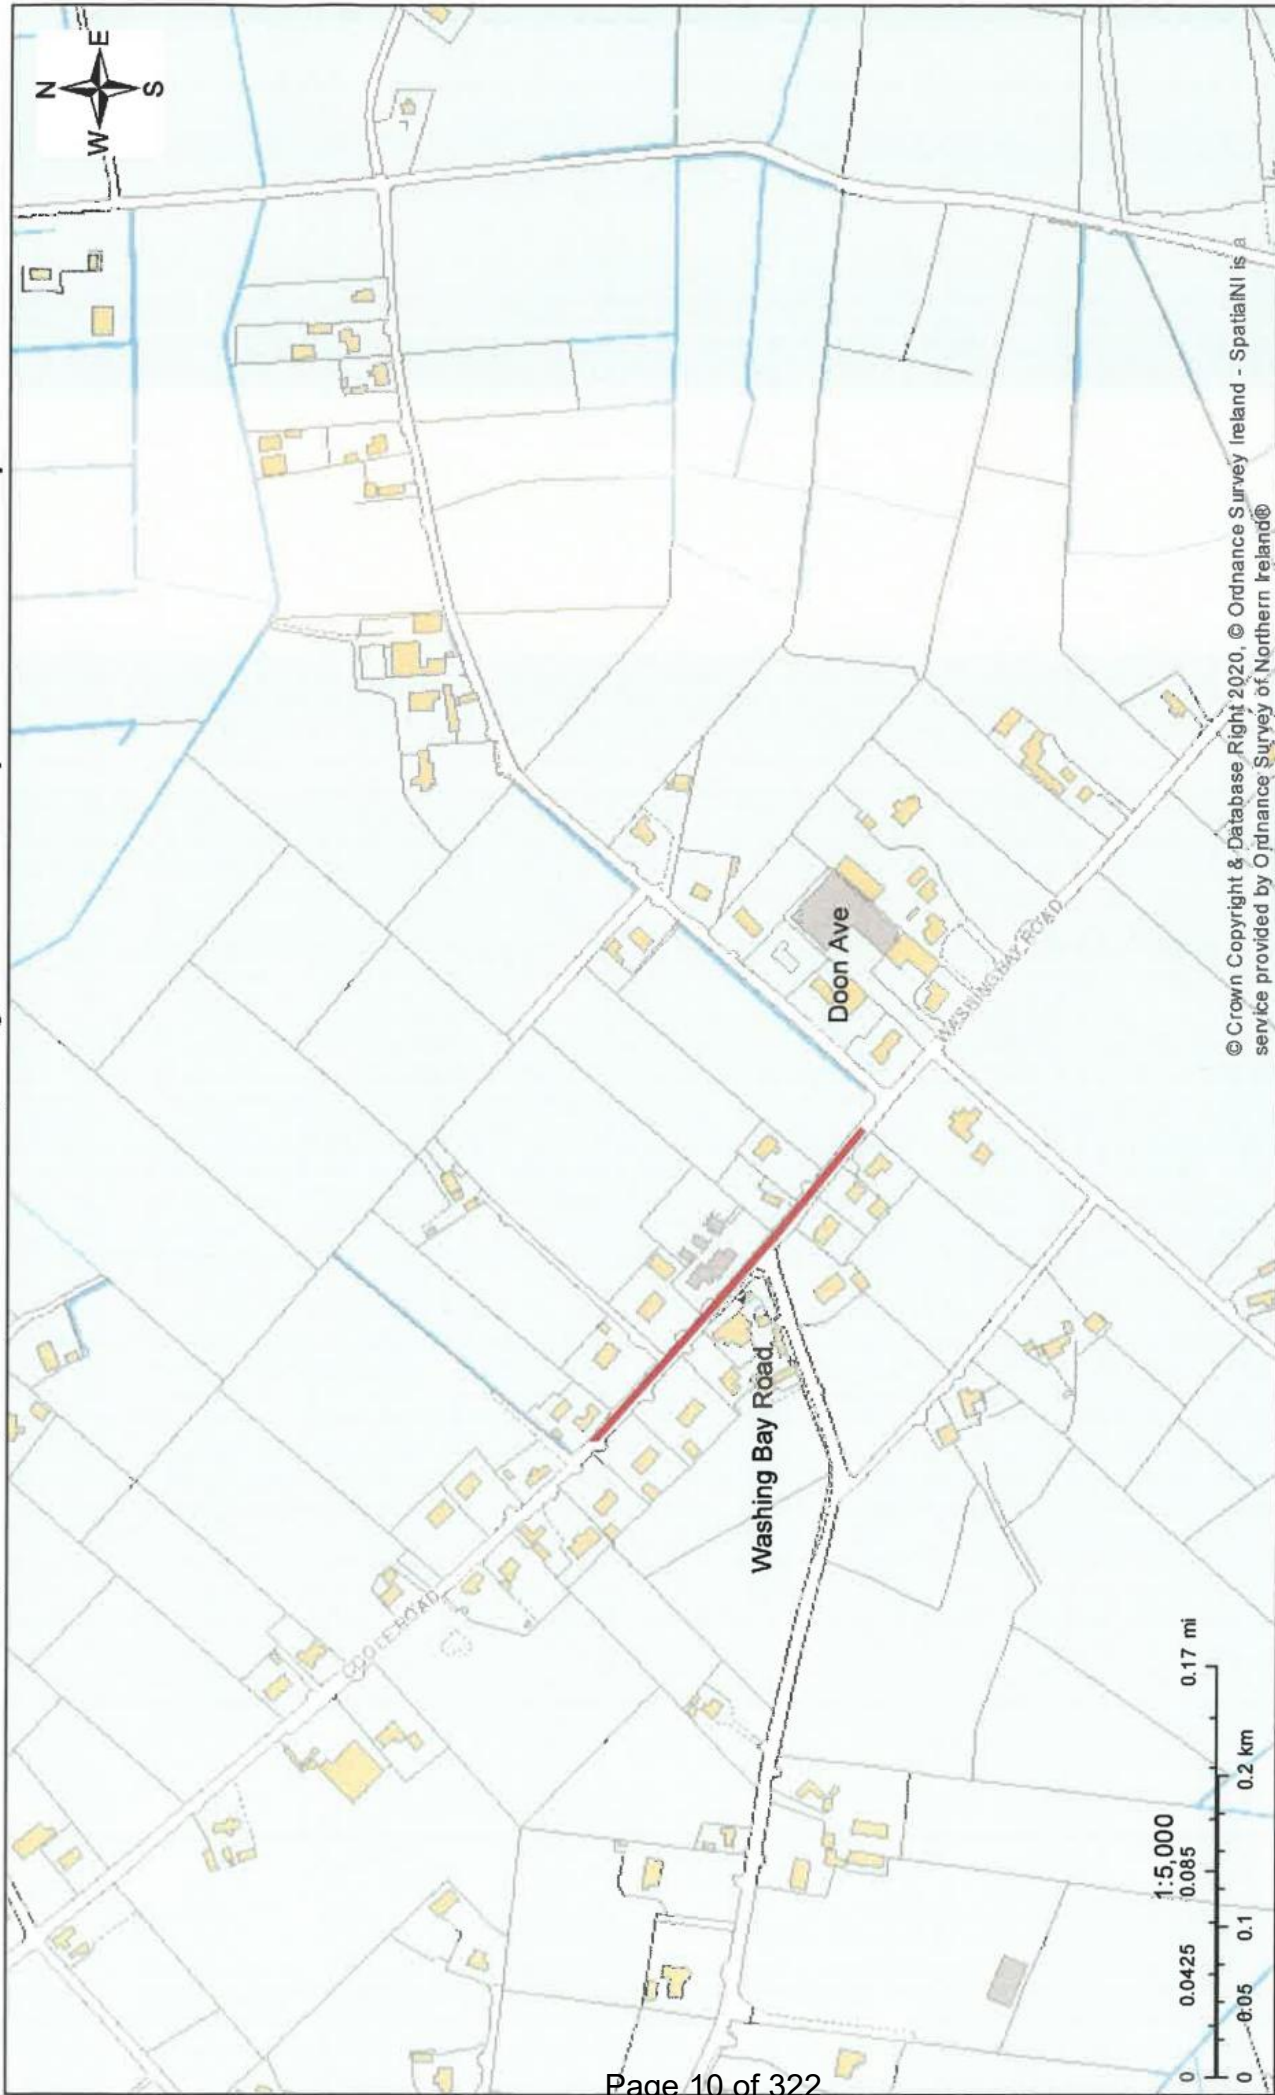 N
E
W
S
COOLE ROAD
Washing Bay Road
Doon Ave
WASHINGBAY ROAD
1:5,000
0 0.0425 0.085 0.17 mi
0 0.05 0.1 0.2 km
© Crown Copyright & Database Right 2020, © Ordnance Survey Ireland - SpatialNI is a
service provided by Ordnance Survey of Northern Ireland®
Page 10 of 322